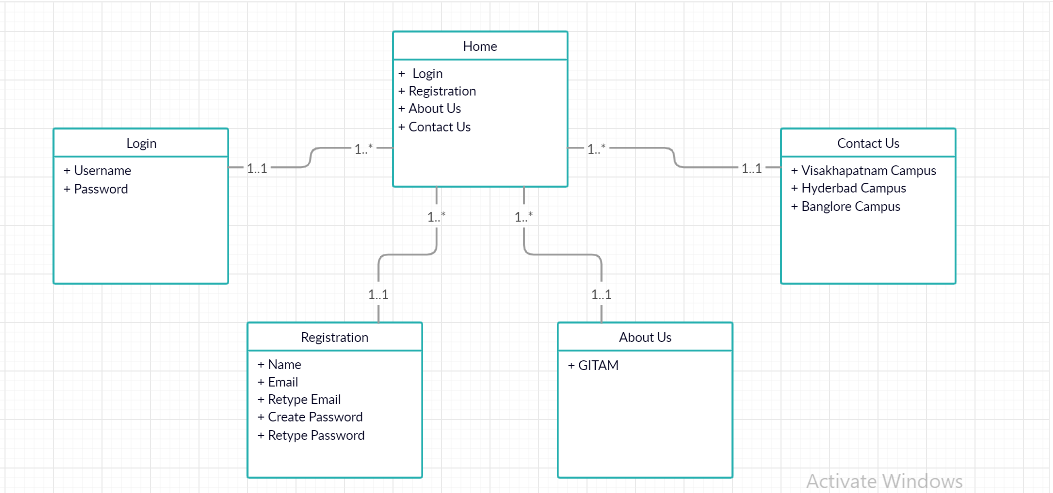 Home
+ Login
+ Registration
+ About Us
+ Contact Us
Login
+ Username
+ Password
1..1
1..*
1..*
1..1
Contact Us
+ Visakhapatnam Campus
+ Hyderbad Campus
+ Banglore Campus
1..*
1..*
1..1
1..1
Registration
+ Name
+ Email
+ Retype Email
+ Create Password
+ Retype Password
About Us
+ GITAM
Activate Windows